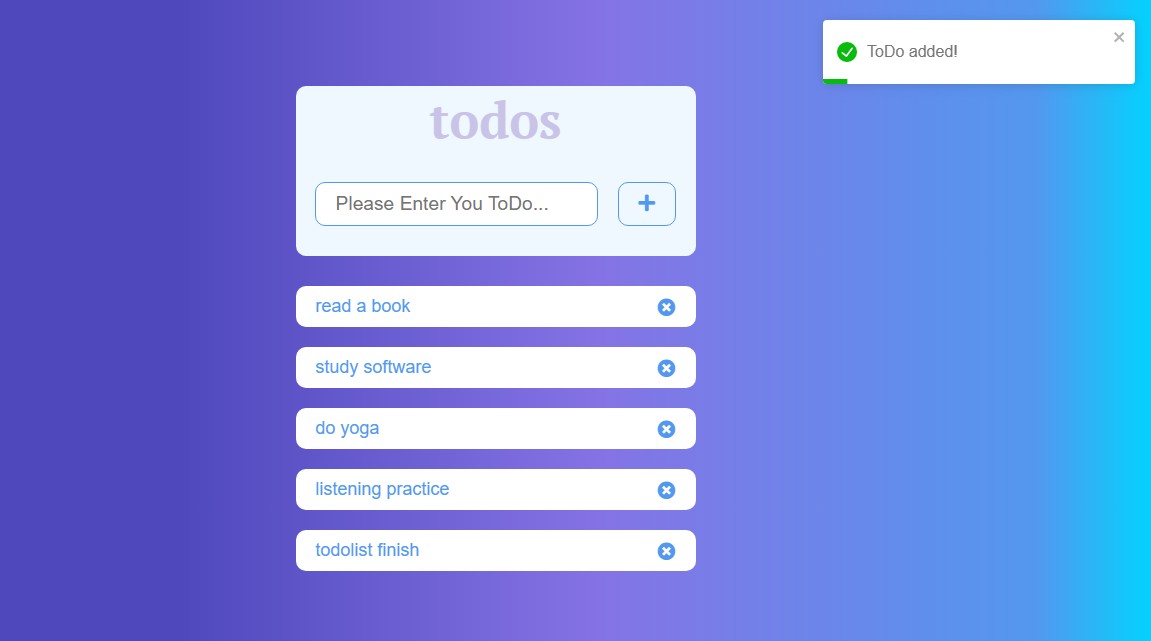 ToDo added!
todos
Please Enter You ToDo...
read a book
study software
do yoga
listening practice
todolist finish